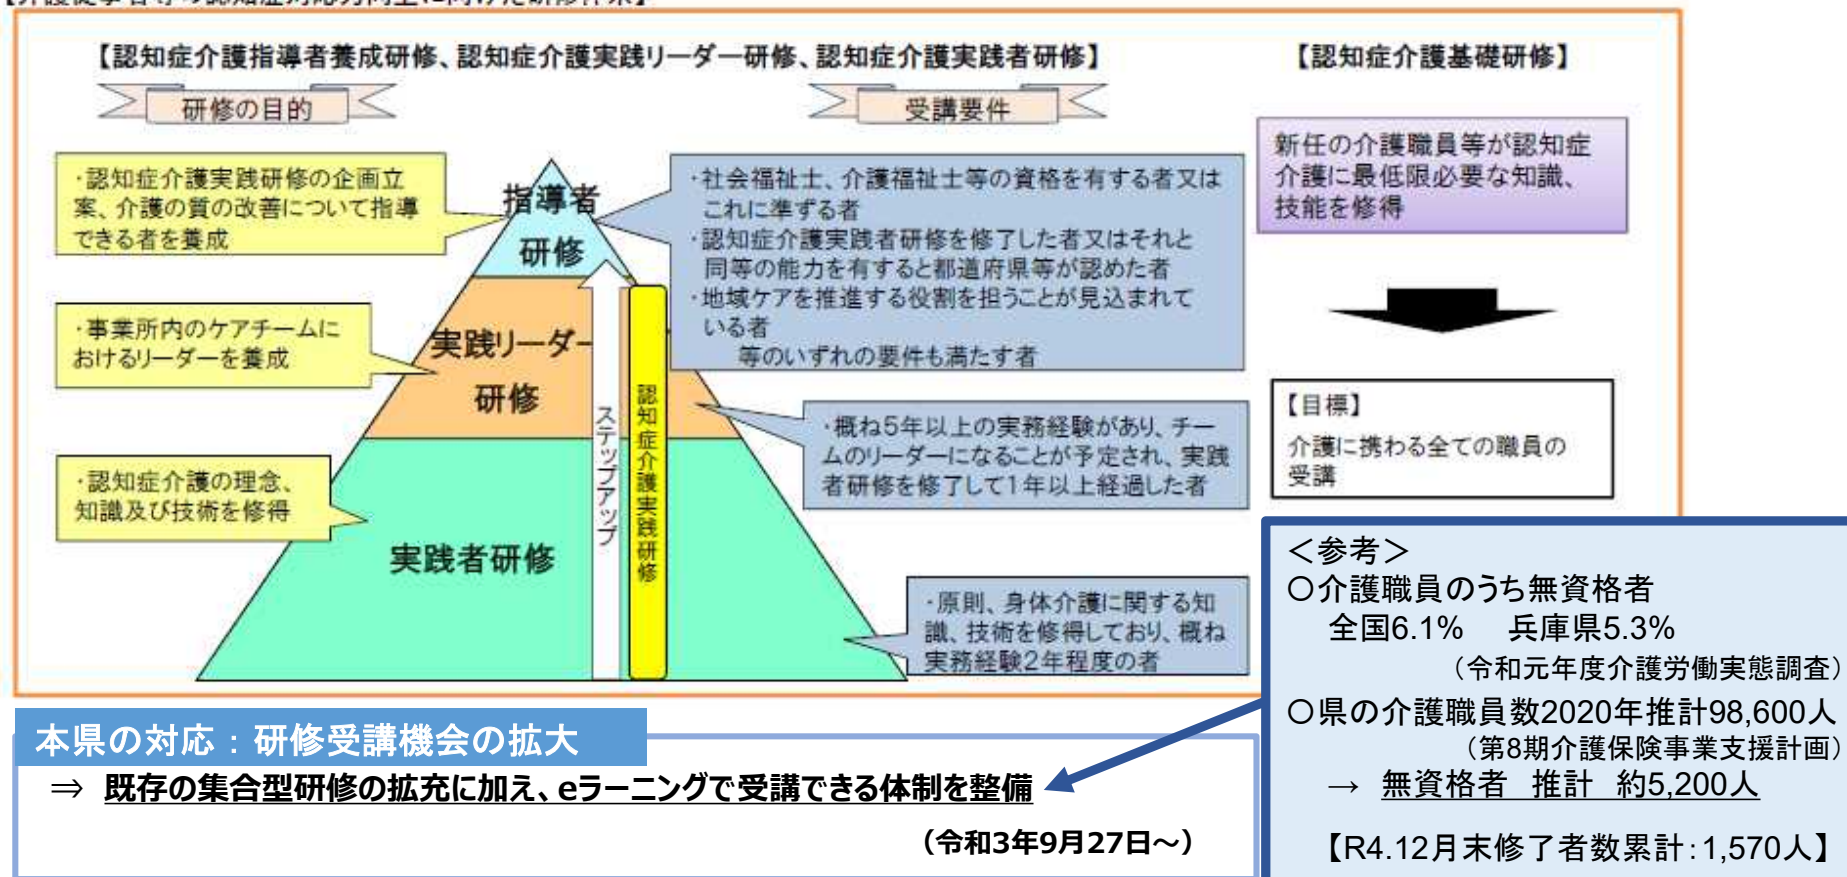 【認知症介護指導者養成研修、認知症介護実践リーダー研修、認知症介護実践者研修】
【認知症介護基礎研修】
研修の目的
受講要件
・認知症介護実践研修の企画立
案、介護の質の改善について指導
できる者を養成
指導者
研修
・社会福祉士、介護福祉士等の資格を有する者又は
これに準ずる者
・認知症介護実践者研修を修了した者又はそれと
同等の能力を有すると都道府県等が認めた者
・地域ケアを推進する役割を担うことが見込まれて
いる者
等のいずれの要件も満たす者
新任の介護職員等が認知症
介護に最低限必要な知識、
技能を修得
・事業所内のケアチームに
おけるリーダーを養成
実践リーダー
研修
・概ね5年以上の実務経験があり、チー
ムのリーダーになることが予定され、実践
者研修を修了して1年以上経過した者
【目標】
介護に携わる全ての職員の
受講
・認知症介護の理念、
知識及び技術を修得
実践者研修
ステップアップ
認知症介護実践研修
・原則、身体介護に関する知
識、技術を修得しており、概ね
実務経験2年程度の者
＜参考＞
〇介護職員のうち無資格者
全国6.1%　兵庫県5.3%
（令和元年度介護労働実態調査）
〇県の介護職員数2020年推計98,600人
（第8期介護保険事業支援計画）
→ 無資格者　推計　約5,200人
【R4.12月末修了者数累計：1,570人】
本県の対応：研修受講機会の拡大
⇒ 既存の集合型研修の拡充に加え、eラーニングで受講できる体制を整備
（令和3年9月27日～）